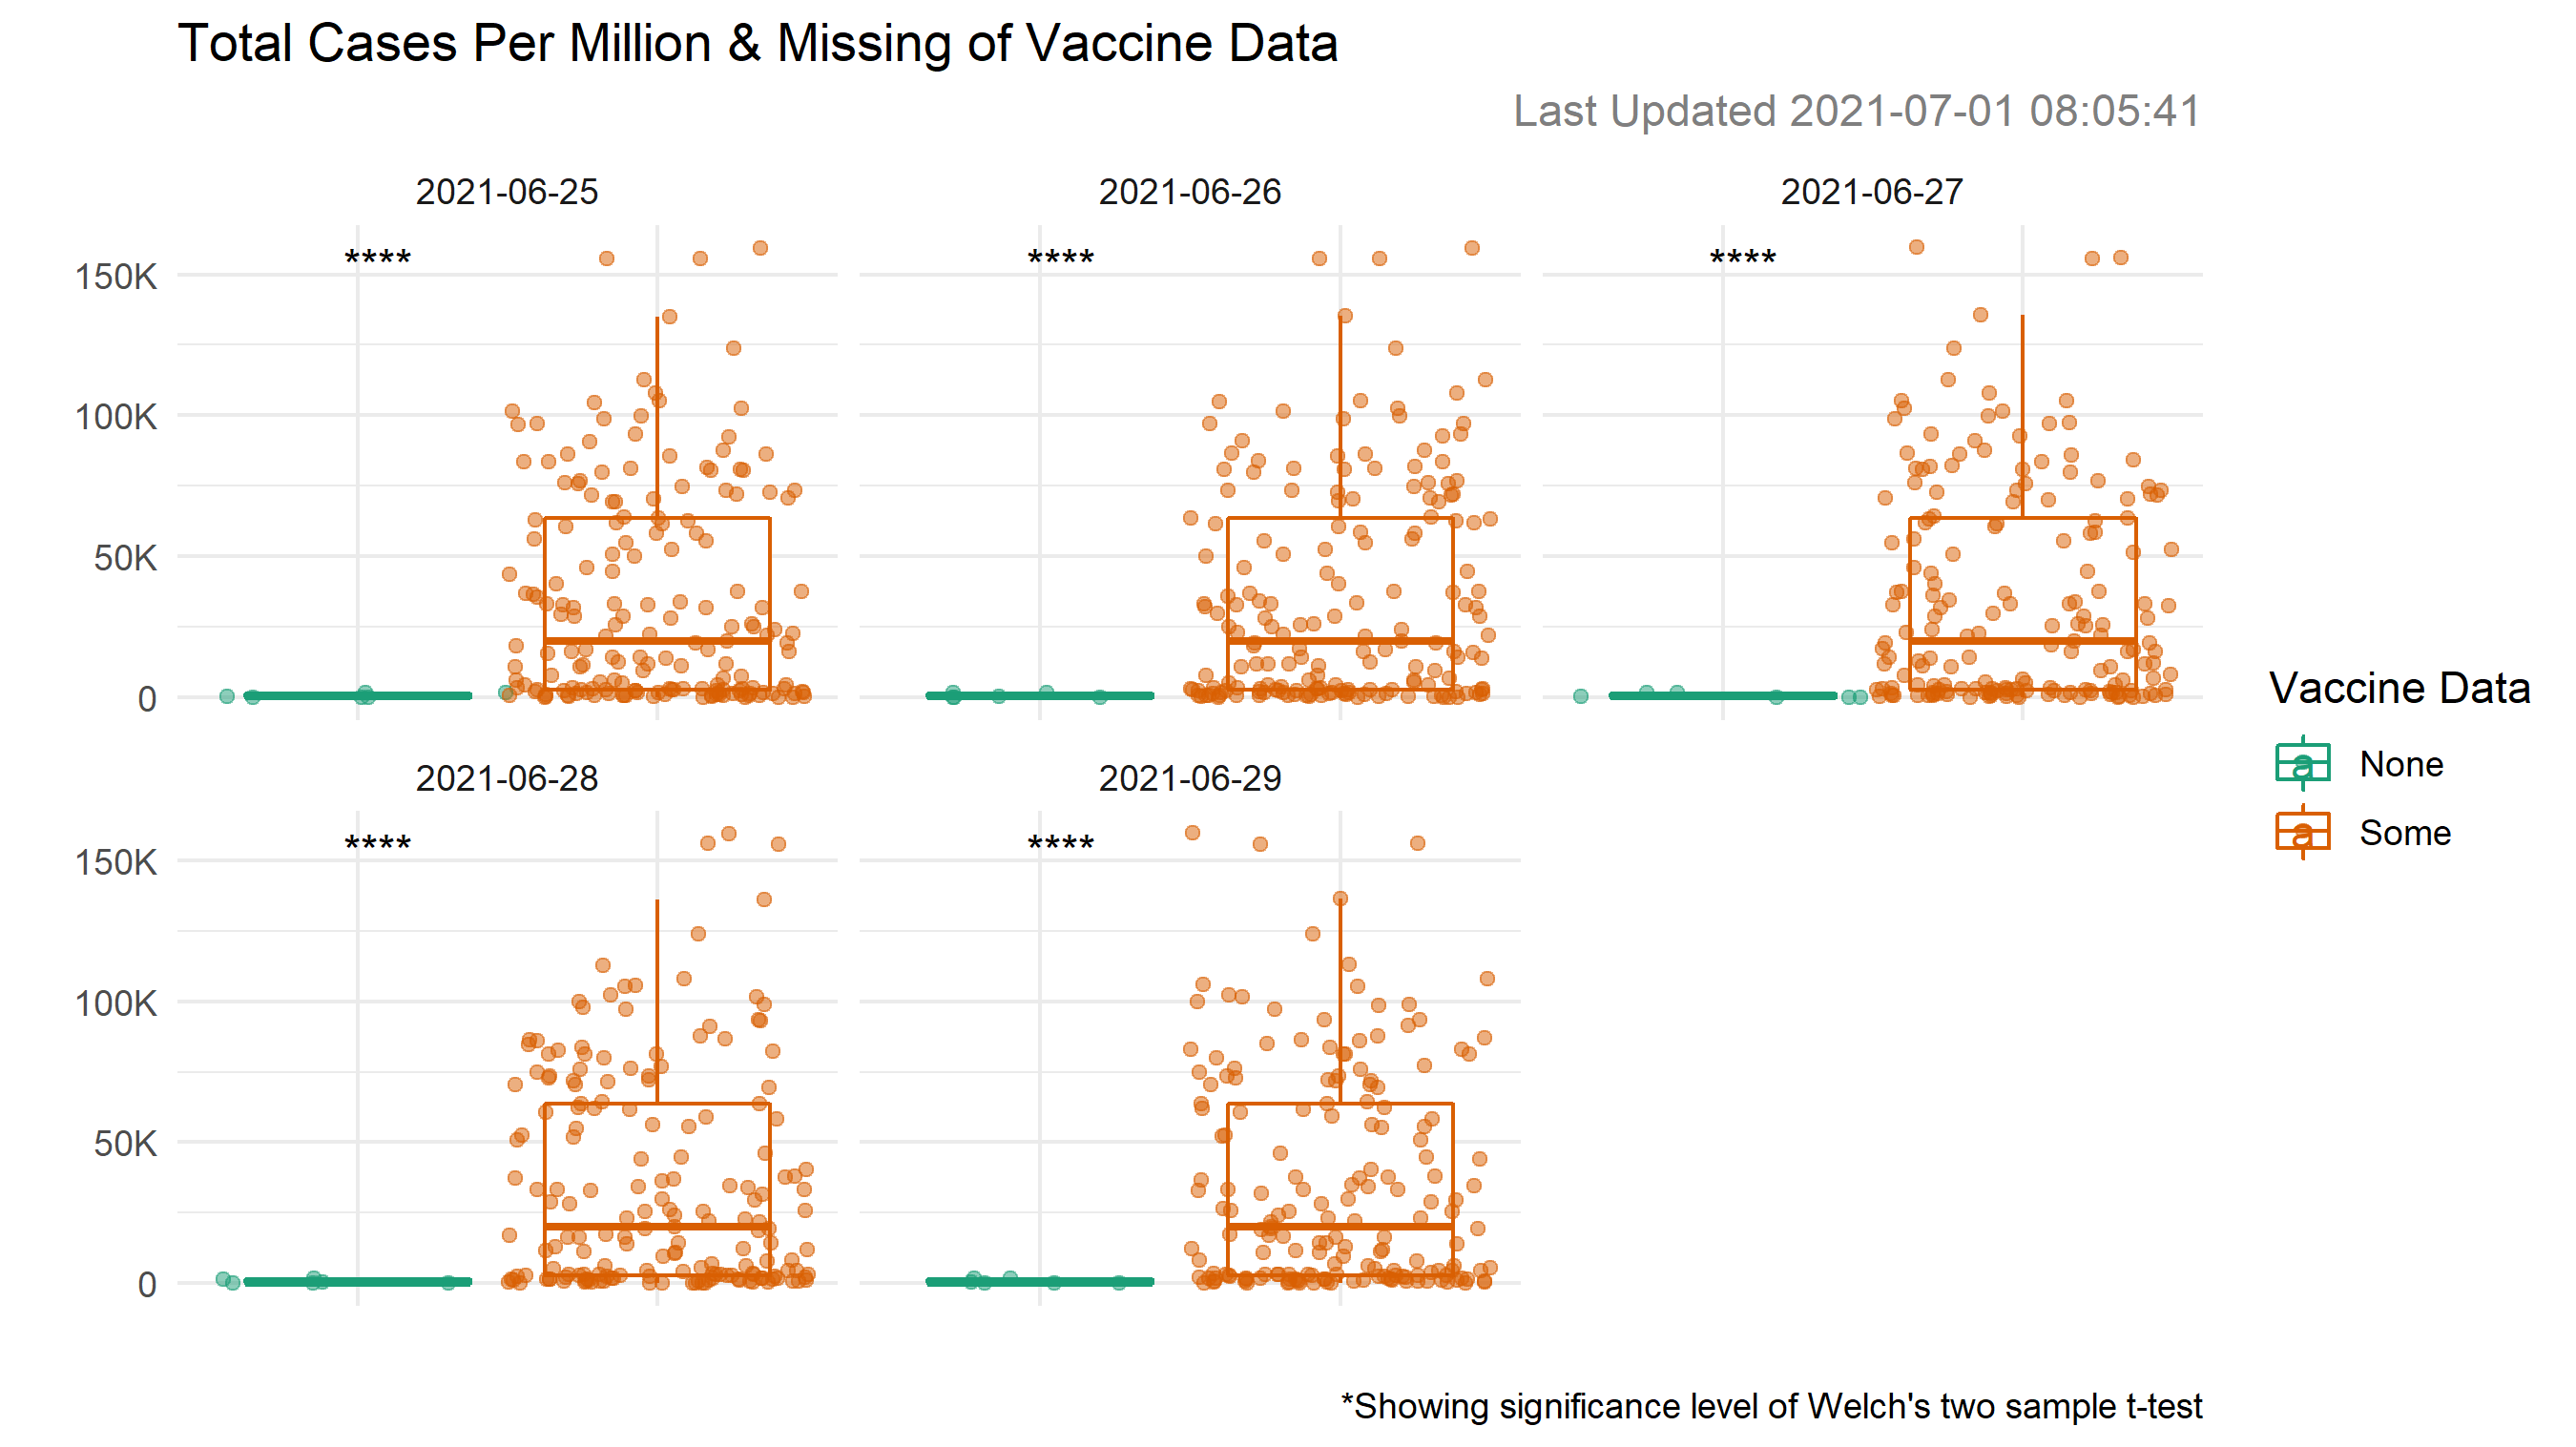 Total Cases Per Million & Missing of Vaccine Data
Last Updated 2021-07-01 08:05:41
2021-06-25
2021-06-26
2021-06-27
****
****
****
150K
100K
50K
0
2021-06-28
2021-06-29
****
****
150K
100K
50K
0
Vaccine Data
a None
a Some
*Showing significance level of Welch's two sample t-test